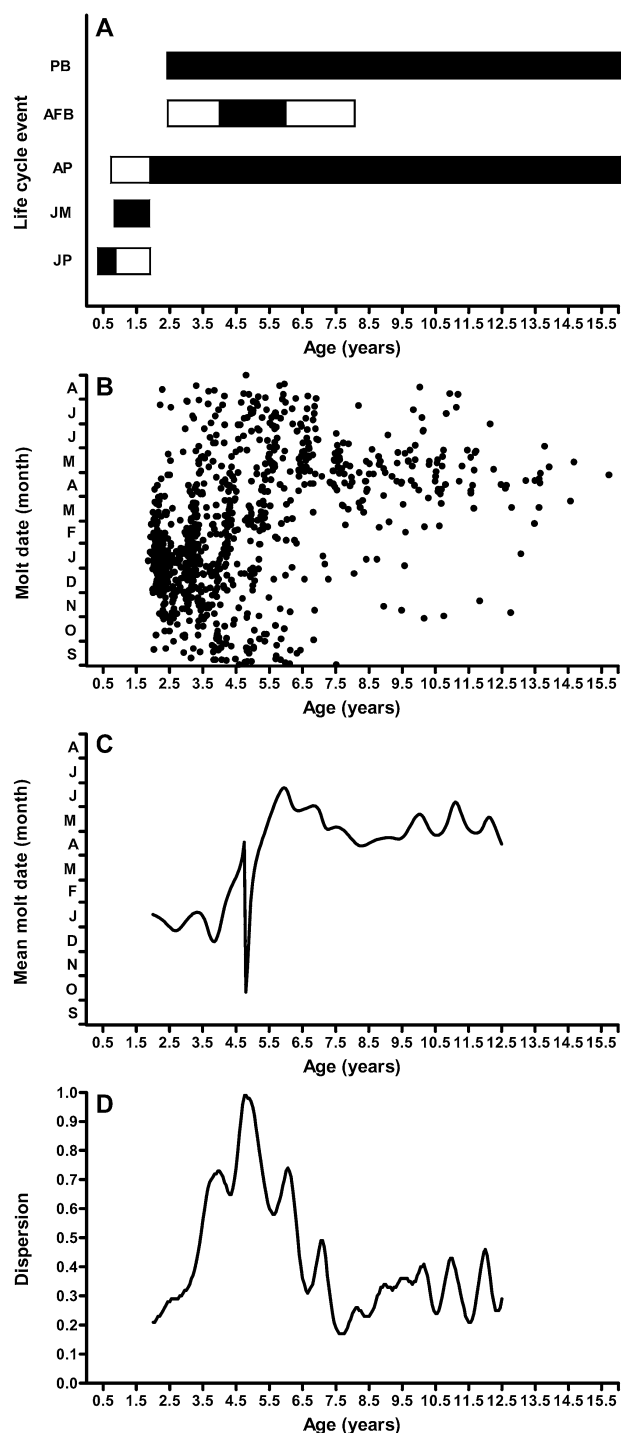 A
Life cycle event
PB
AFB
AP
JM
JP
0.5 1.5 2.5 3.5 4.5 5.5 6.5 7.5 8.5 9.5 10.5 11.5 12.5 13.5 14.5 15.5
Age (years)
B
Molt date (month)
A
J
J
M
A
M
F
J
D
N
O
S
0.5 1.5 2.5 3.5 4.5 5.5 6.5 7.5 8.5 9.5 10.5 11.5 12.5 13.5 14.5 15.5
Age (years)
C
Mean molt date (month)
A
J
J
M
A
M
F
J
D
N
O
S
0.5 1.5 2.5 3.5 4.5 5.5 6.5 7.5 8.5 9.5 10.5 11.5 12.5 13.5 14.5 15.5
Age (years)
D
Dispersion
1.0
0.9
0.8
0.7
0.6
0.5
0.4
0.3
0.2
0.1
0.0
0.5 1.5 2.5 3.5 4.5 5.5 6.5 7.5 8.5 9.5 10.5 11.5 12.5 13.5 14.5 15.5
Age (years)